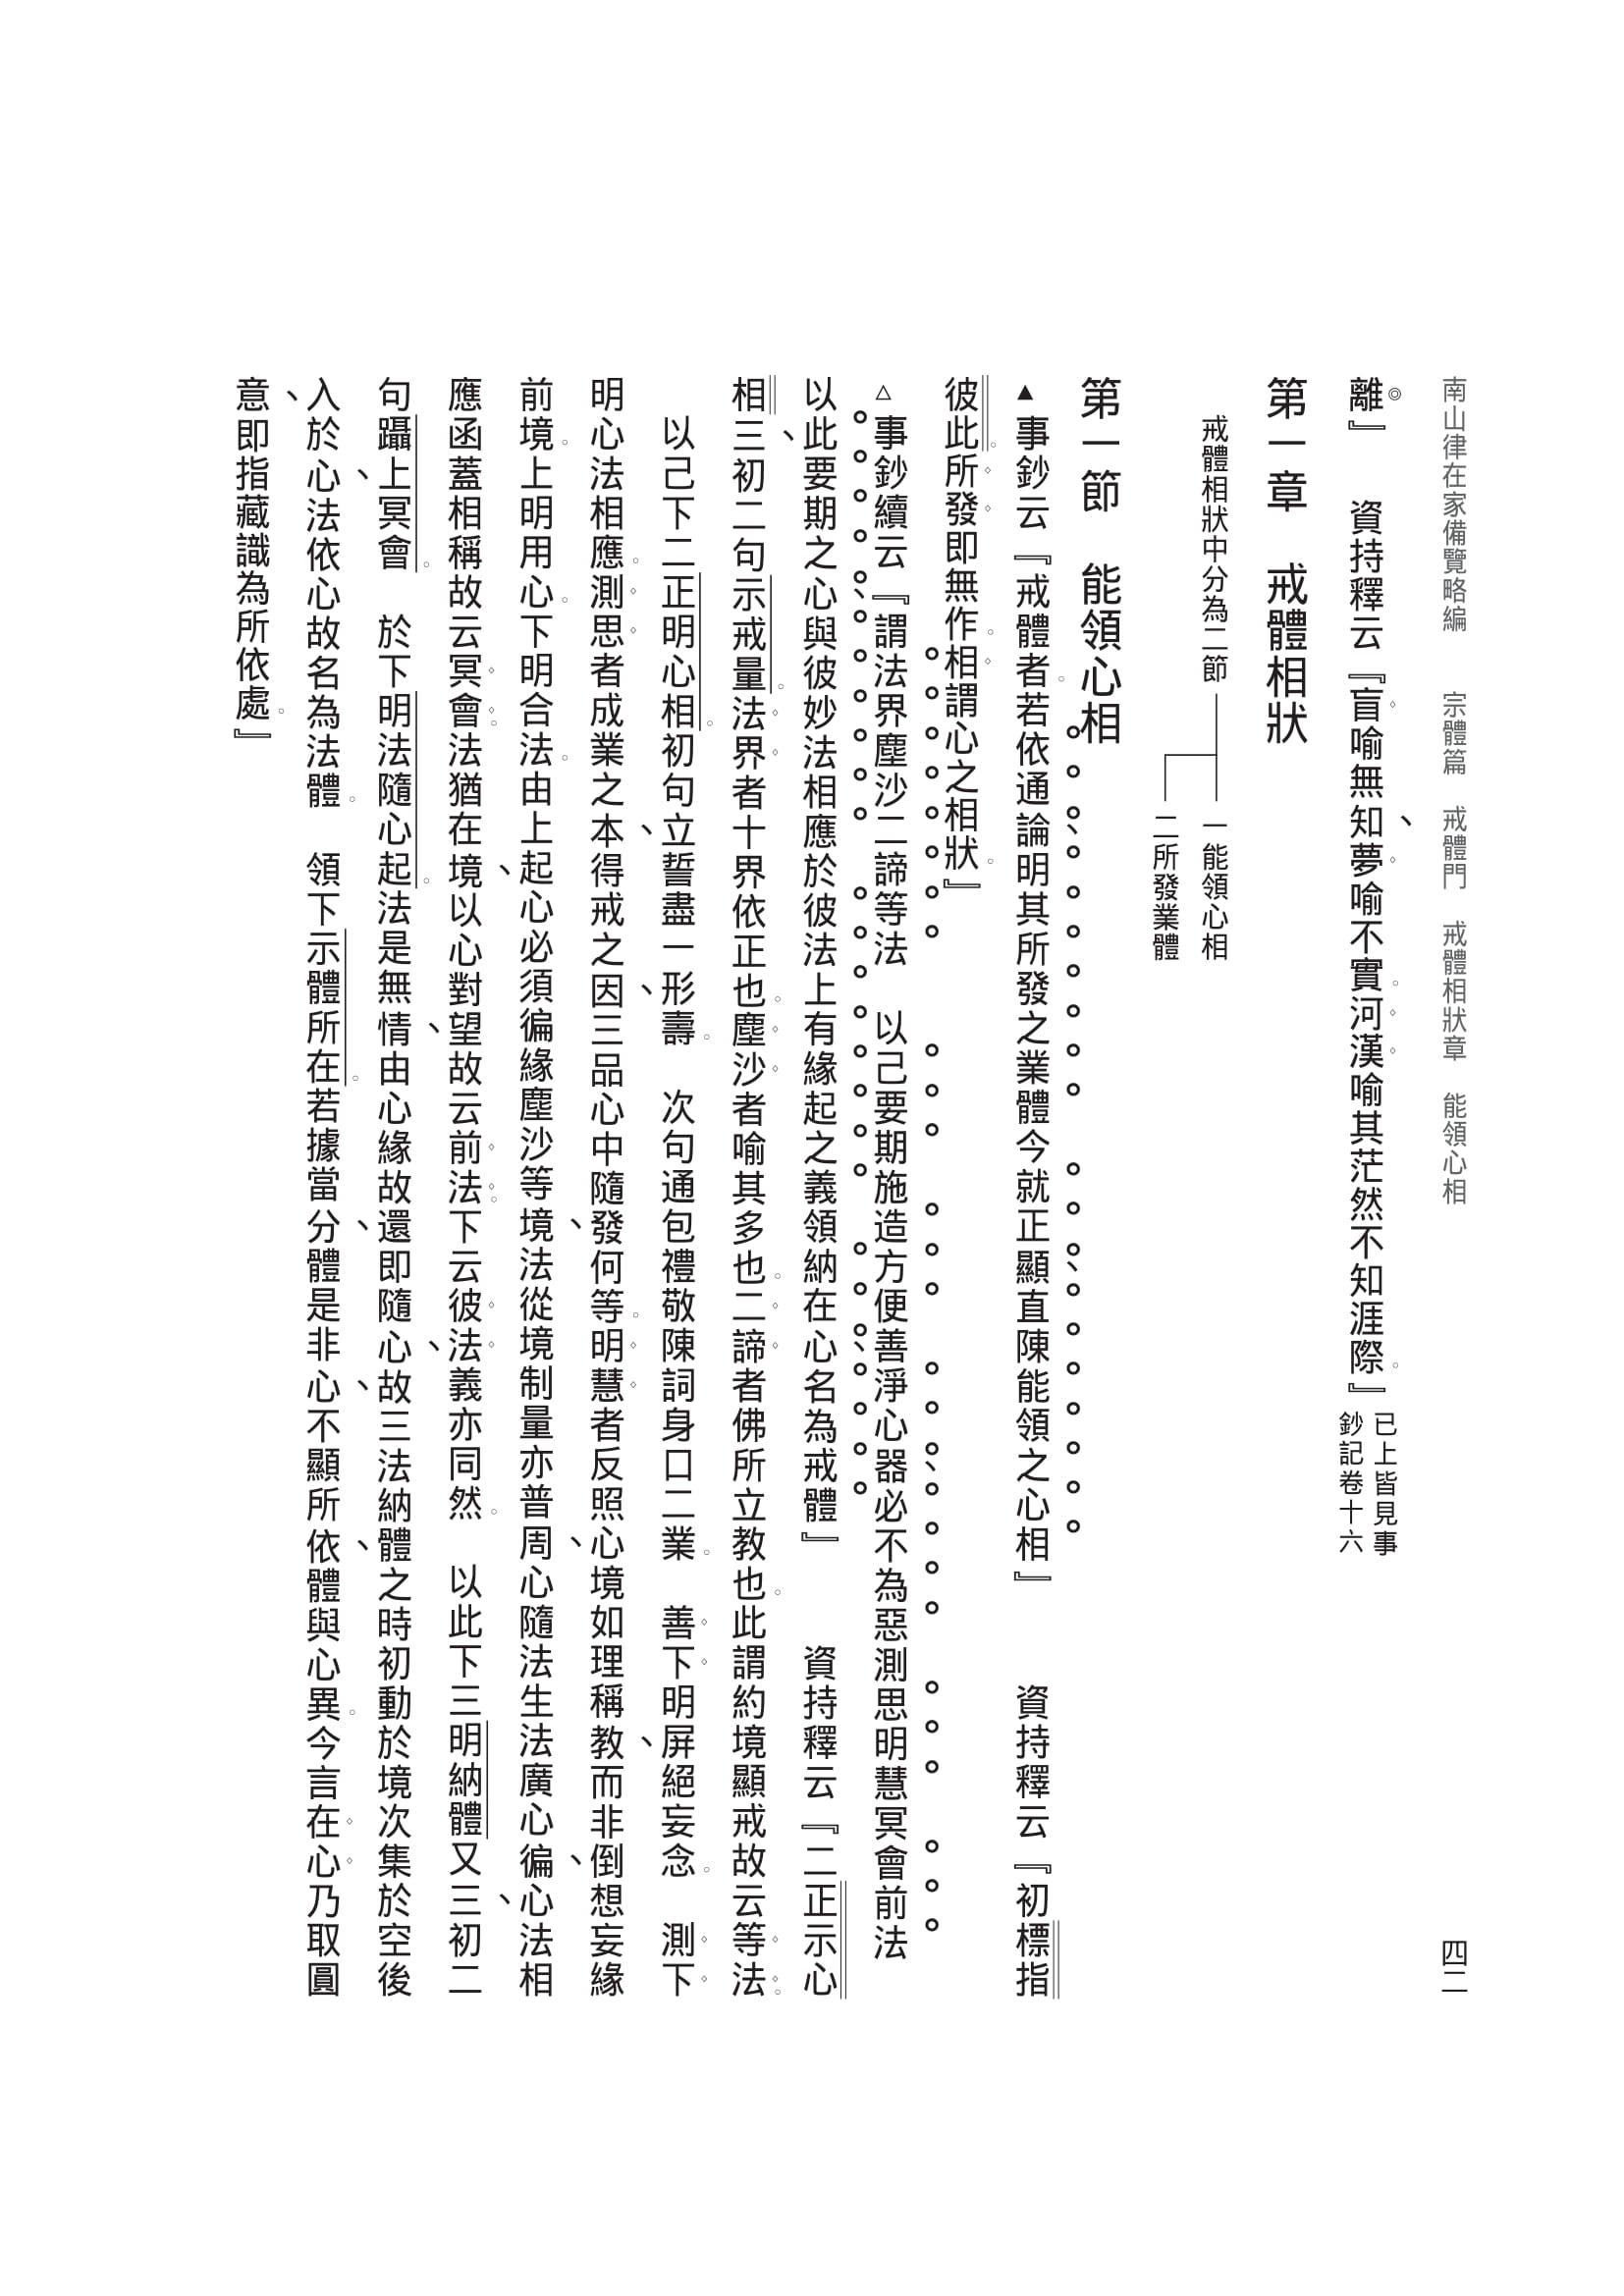 南山律在家備覽略編　宗體篇　戒體門　戒體相狀章　能領心相
四二
離』　資持釋云『盲喻無知夢喻不實河漢喻其茫然不知涯際』已上皆見事鈔記卷十六
第一章　戒體相狀
戒體相狀中分為二節
一能領心相
二所發業體
第一節　能領心相
▲事鈔云『戒體者若依通論明其所發之業體今就正顯直陳能領之心相』　資持釋云『初標指
彼此所發即無作相謂心之相狀』
△事鈔續云『謂法界塵沙二諦等法　以己要期施造方便善淨心器必不為惡測思明慧冥會前法
以此要期之心與彼妙法相應於彼法上有緣起之義領納在心名為戒體』　資持釋云『二正示心
相三初二句示戒量法界者十界依正也塵沙者喻其多也二諦者佛所立教也此謂約境顯戒故云等法
以己下二正明心相初句立誓盡一形壽　次句通包禮敬陳詞身口二業　善下明屏絕妄念　測下
明心法相應測思者成業之本得戒之因三品心中隨發何等明慧者反照心境如理稱教而非倒想妄緣
前境上明用心下明合法由上起心必須徧緣塵沙等境法從境制量亦普周心隨法生法廣心徧心法相
應函蓋相稱故云冥會法猶在境以心對望故云前法下云彼法義亦同然　以此下三明納體又三初二
句躡上冥會　於下明法隨心起法是無情由心緣故還即隨心故三法納體之時初動於境次集於空後
入於心法依心故名為法體　領下示體所在若據當分體是非心不顯所依體與心異今言在心乃取圓
意即指藏識為所依處』